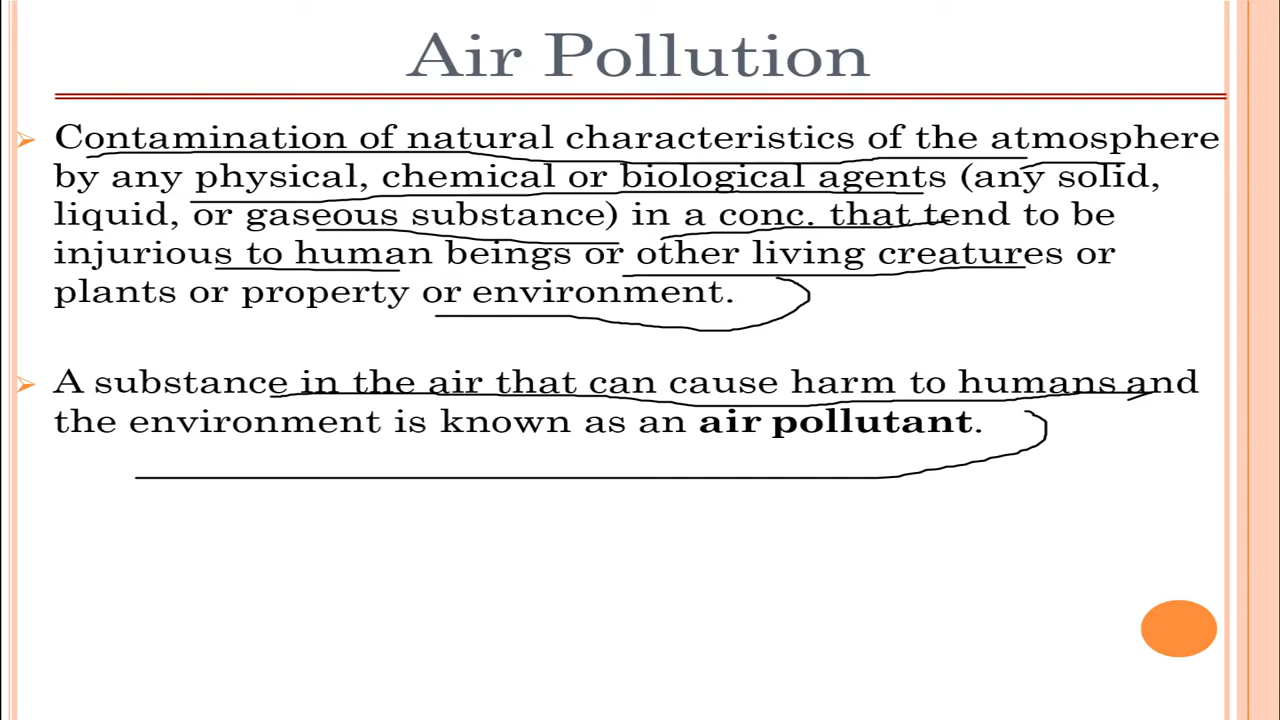 Air Pollution
Contamination of natural characteristics of the atmosphere
by any physical, chemical or biological agents (any solid,
liquid, or gaseous substance) in a conc. that tend to be
injurious to human beings or other living creatures or
plants or property or environment.
A substance in the air that can cause harm to humans and
the environment is known as an air pollutant.